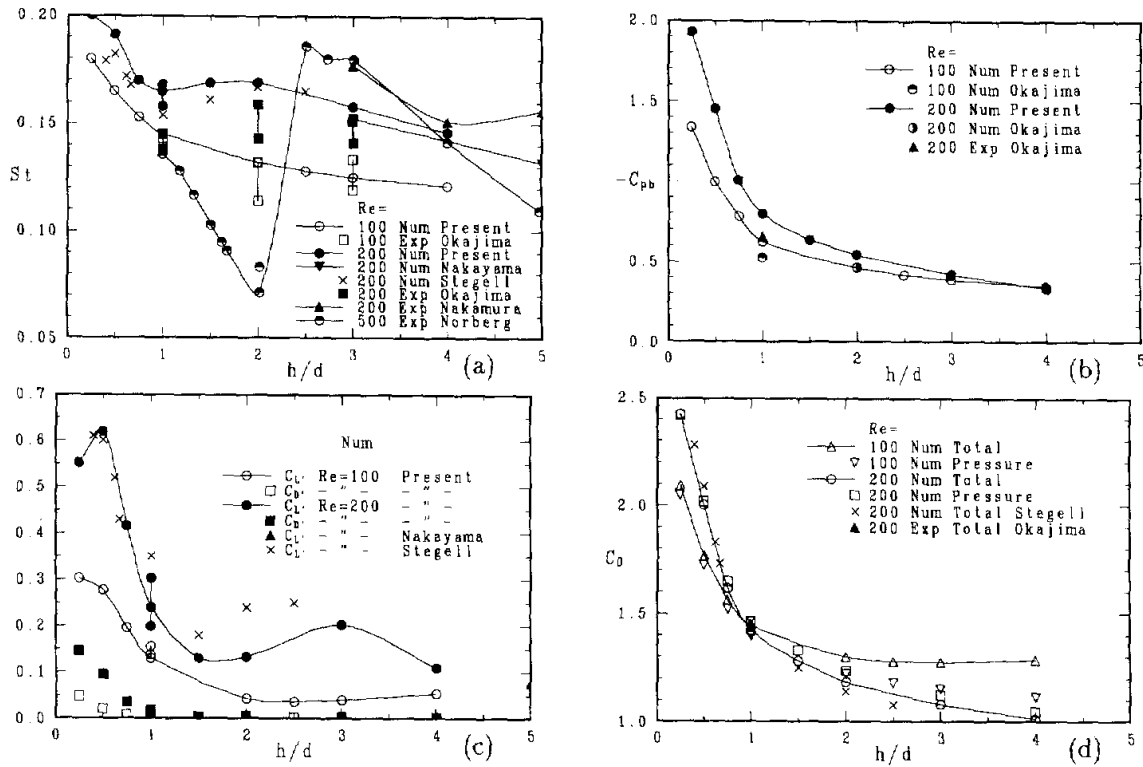 0.20
0.15
St
0.10
0.05
0 1 2 3 4 5
h/d
(a)
Re=
100 Num Present
100 Exp Okajima
200 Num Present
200 Num Nakayama
200 Num Stegell
200 Exp Okajima
200 Exp Nakamura
500 Exp Norberg
2.0
1.5
-Cpb
0.5
0.0
0 1 2 3 4 5
h/d
(b)
Re=
100 Num Present
100 Num Okajima
200 Num Present
200 Num Okajima
200 Exp Okajima
0.7
0.6
0.5
0.4
0.3
0.2
0.1
0.0
0 1 2 3 4 5
h/d
(c)
Num
CL' Re=100 Present
CD' - " - - " -
CL' Re=200 - " -
CD' - " - - " -
CL' - " - Nakayama
CL' - " - Stegell
2.5
2.0
CD
1.5
1.0
0 1 2 3 4 5
h/d
(d)
Re=
100 Num Total
100 Num Pressure
200 Num Total
200 Num Pressure
200 Num Total Stegell
200 Exp Total Okajima